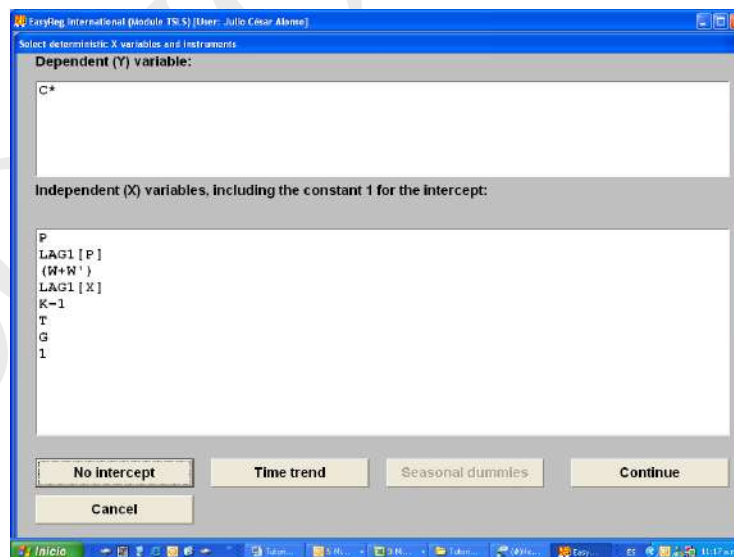 EasyReg International (Module TSLS) [User: Julio César Alonso]
Select deterministic X variables and instruments
Dependent (Y) variable:
C*
Independent (X) variables, including the constant 1 for the intercept:
P
LAG1[P]
(W+W')
LAG1[X]
K-1
T
G
1
No intercept
Time trend
Seasonal dummies
Continue
Cancel
Inicio
ES